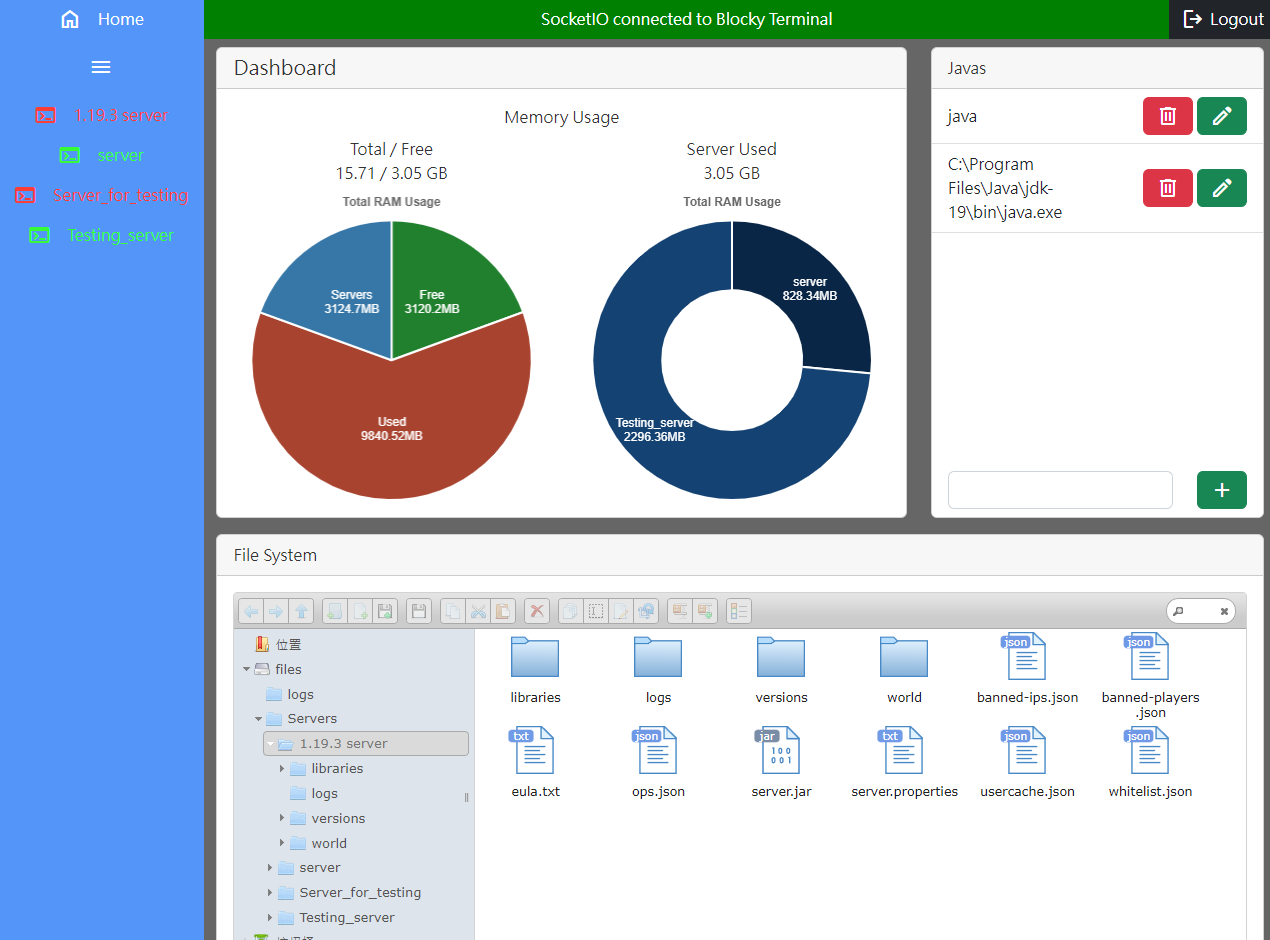 Home
SocketIO connected to Blocky Terminal
Logout
1.19.3 server
server
Server_for_testing
Testing_server
Dashboard
Memory Usage
Total / Free
15.71 / 3.05 GB
Total RAM Usage
Servers
3124.7MB
Free
3120.2MB
Used
9840.52MB
Server Used
3.05 GB
Total RAM Usage
server
828.34MB
Testing_server
2296.36MB
Javas
java
C:\Program
Files\Java\jdk-
19\bin\java.exe
File System
位置
files
logs
Servers
1.19.3 server
libraries
logs
versions
world
server
Server_for_testing
Testing_server
libraries
logs
versions
world
json
banned-ips.json
json
banned-players
.json
txt
eula.txt
json
ops.json
jar
100
001
server.jar
txt
server.properties
json
usercache.json
json
whitelist.json